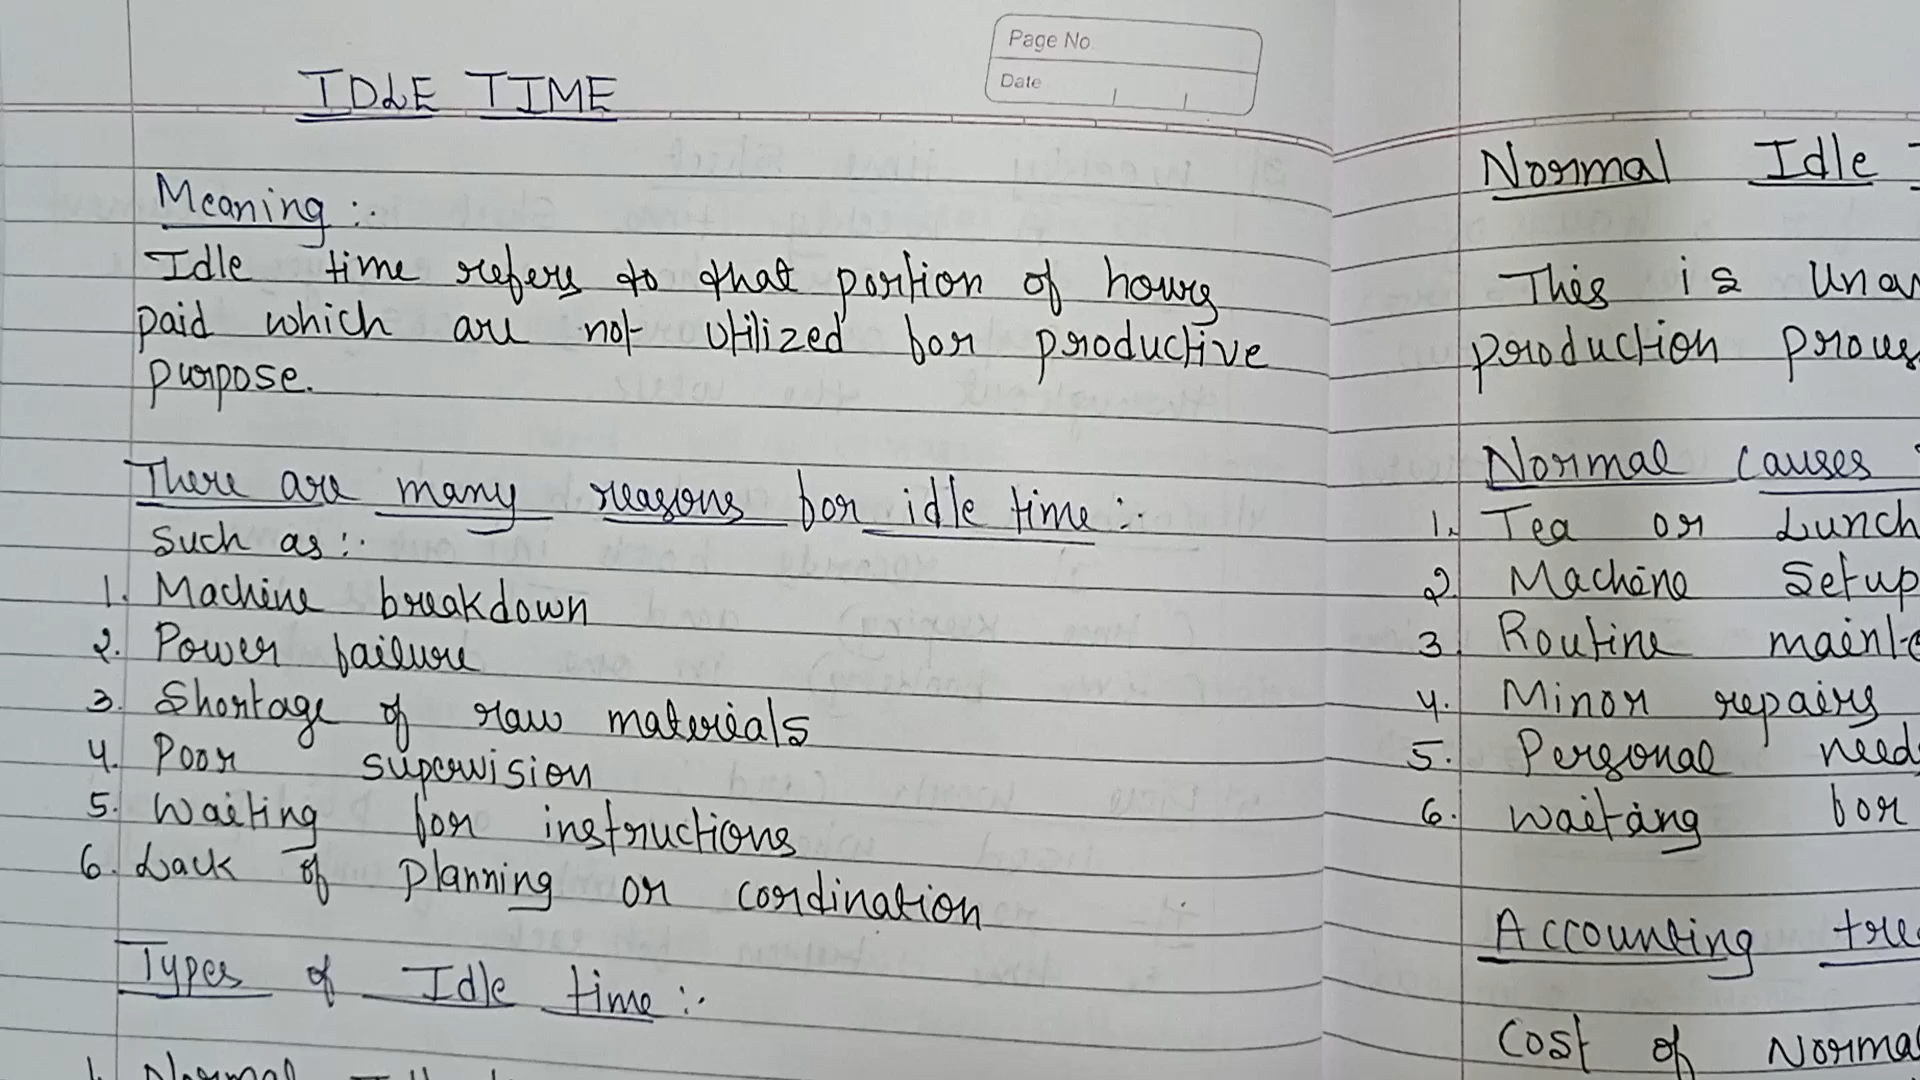 Page No.
Date
IDLE TIME
Meaning :-
Idle time refers to that portion of hours
paid which are not utilized for productive
purpose.
There are many reasons for idle time :-
Such as :-
1. Machine breakdown
2. Power failure
3. Shortage of raw materials
4. Poor supervision
5. Waiting for instructions
6. Lack of planning or cordination
Types of Idle time :-
1. Normal
Normal Idle
This is
production
Normal Causes
1. Tea or Lunch
2. Machine Setup
3. Routine
4. Minor repairs
5. Personal
6. Waiting for
Accounting
Cost of